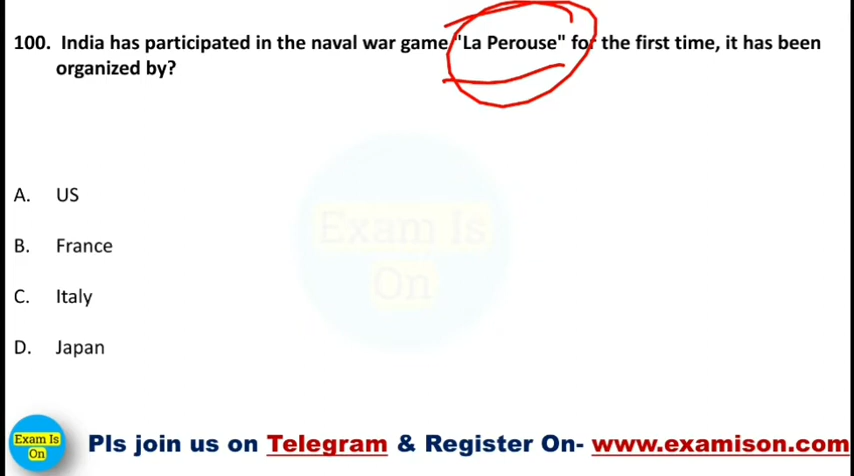 100. India has participated in the naval war game "La Perouse" for the first time, it has been
organized by?
Exam Is
On
A. US
B. France
C. Italy
D. Japan
Exam Is
On
Pls join us on Telegram & Register On- www.examison.com